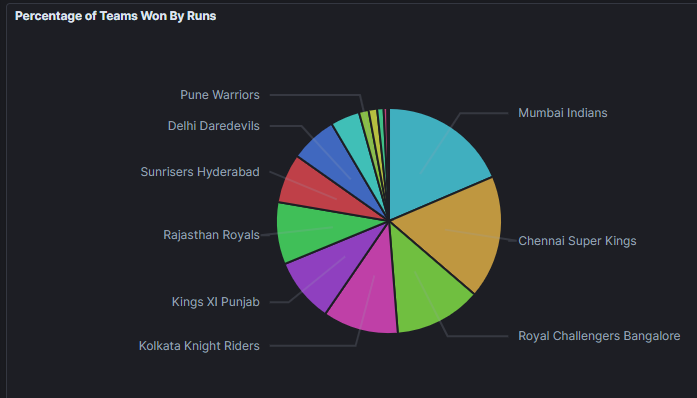 Percentage of Teams Won By Runs
Pune Warriors
Mumbai Indians
Delhi Daredevils
Sunrisers Hyderabad
Rajasthan Royals
Chennai Super Kings
Kings XI Punjab
Royal Challengers Bangalore
Kolkata Knight Riders